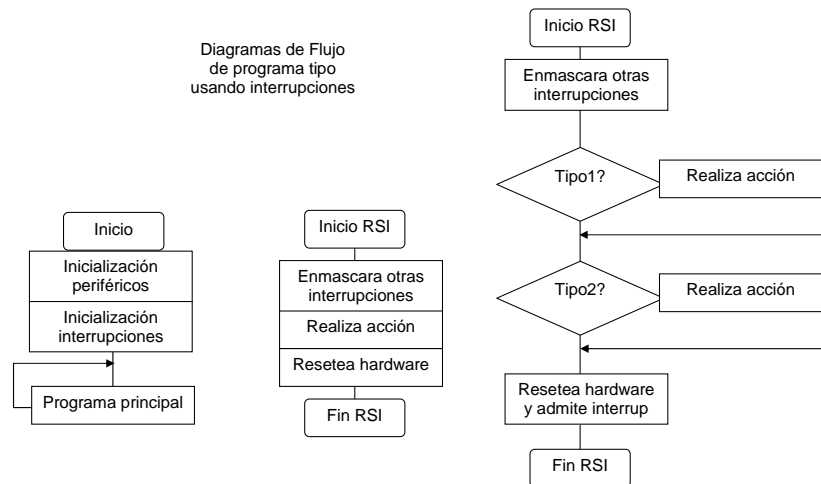 Diagramas de Flujo
de programa tipo
usando interrupciones
Inicio
Inicialización
periféricos
Inicialización
interrupciones
Programa principal
Inicio RSI
Enmascara otras
interrupciones
Realiza acción
Resetea hardware
Fin RSI
Inicio RSI
Enmascara otras
interrupciones
Tipo1?
Realiza acción
Tipo2?
Realiza acción
Resetea hardware
y admite interrup
Fin RSI